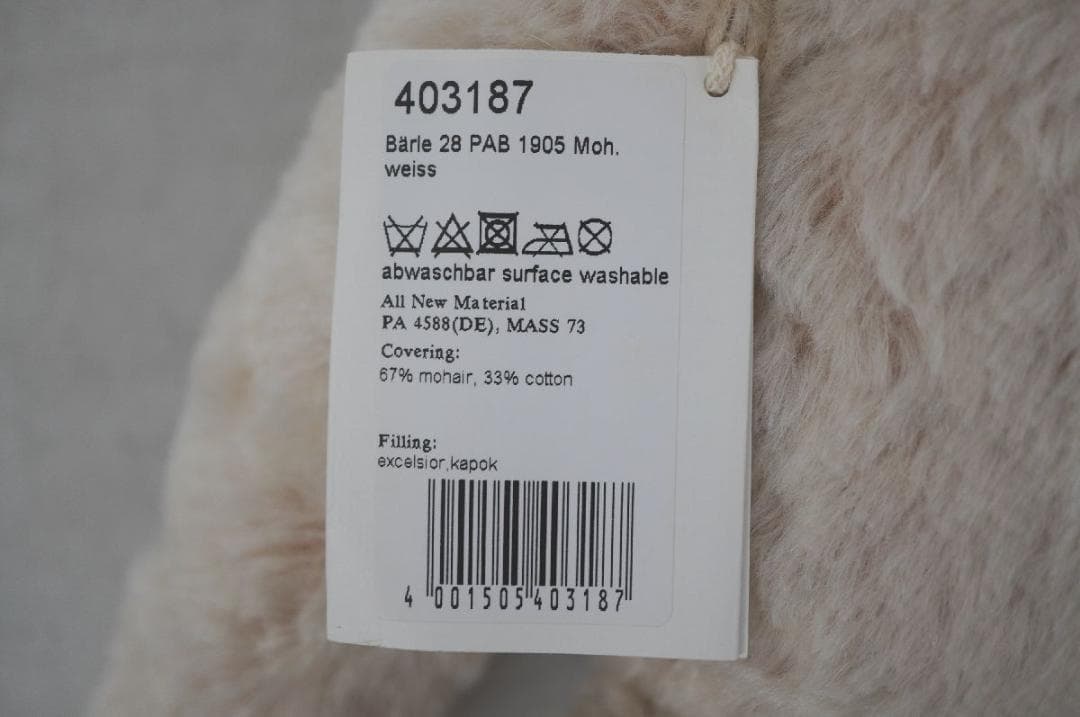 403187
Bärle 28 PAB 1905 Moh.
weiss
abwaschbar surface washable
All New Material
PA 4588(DE), MASS 73
Covering:
67% mohair, 33% cotton
Filling:
excelsior,kapok
4 001505 403187